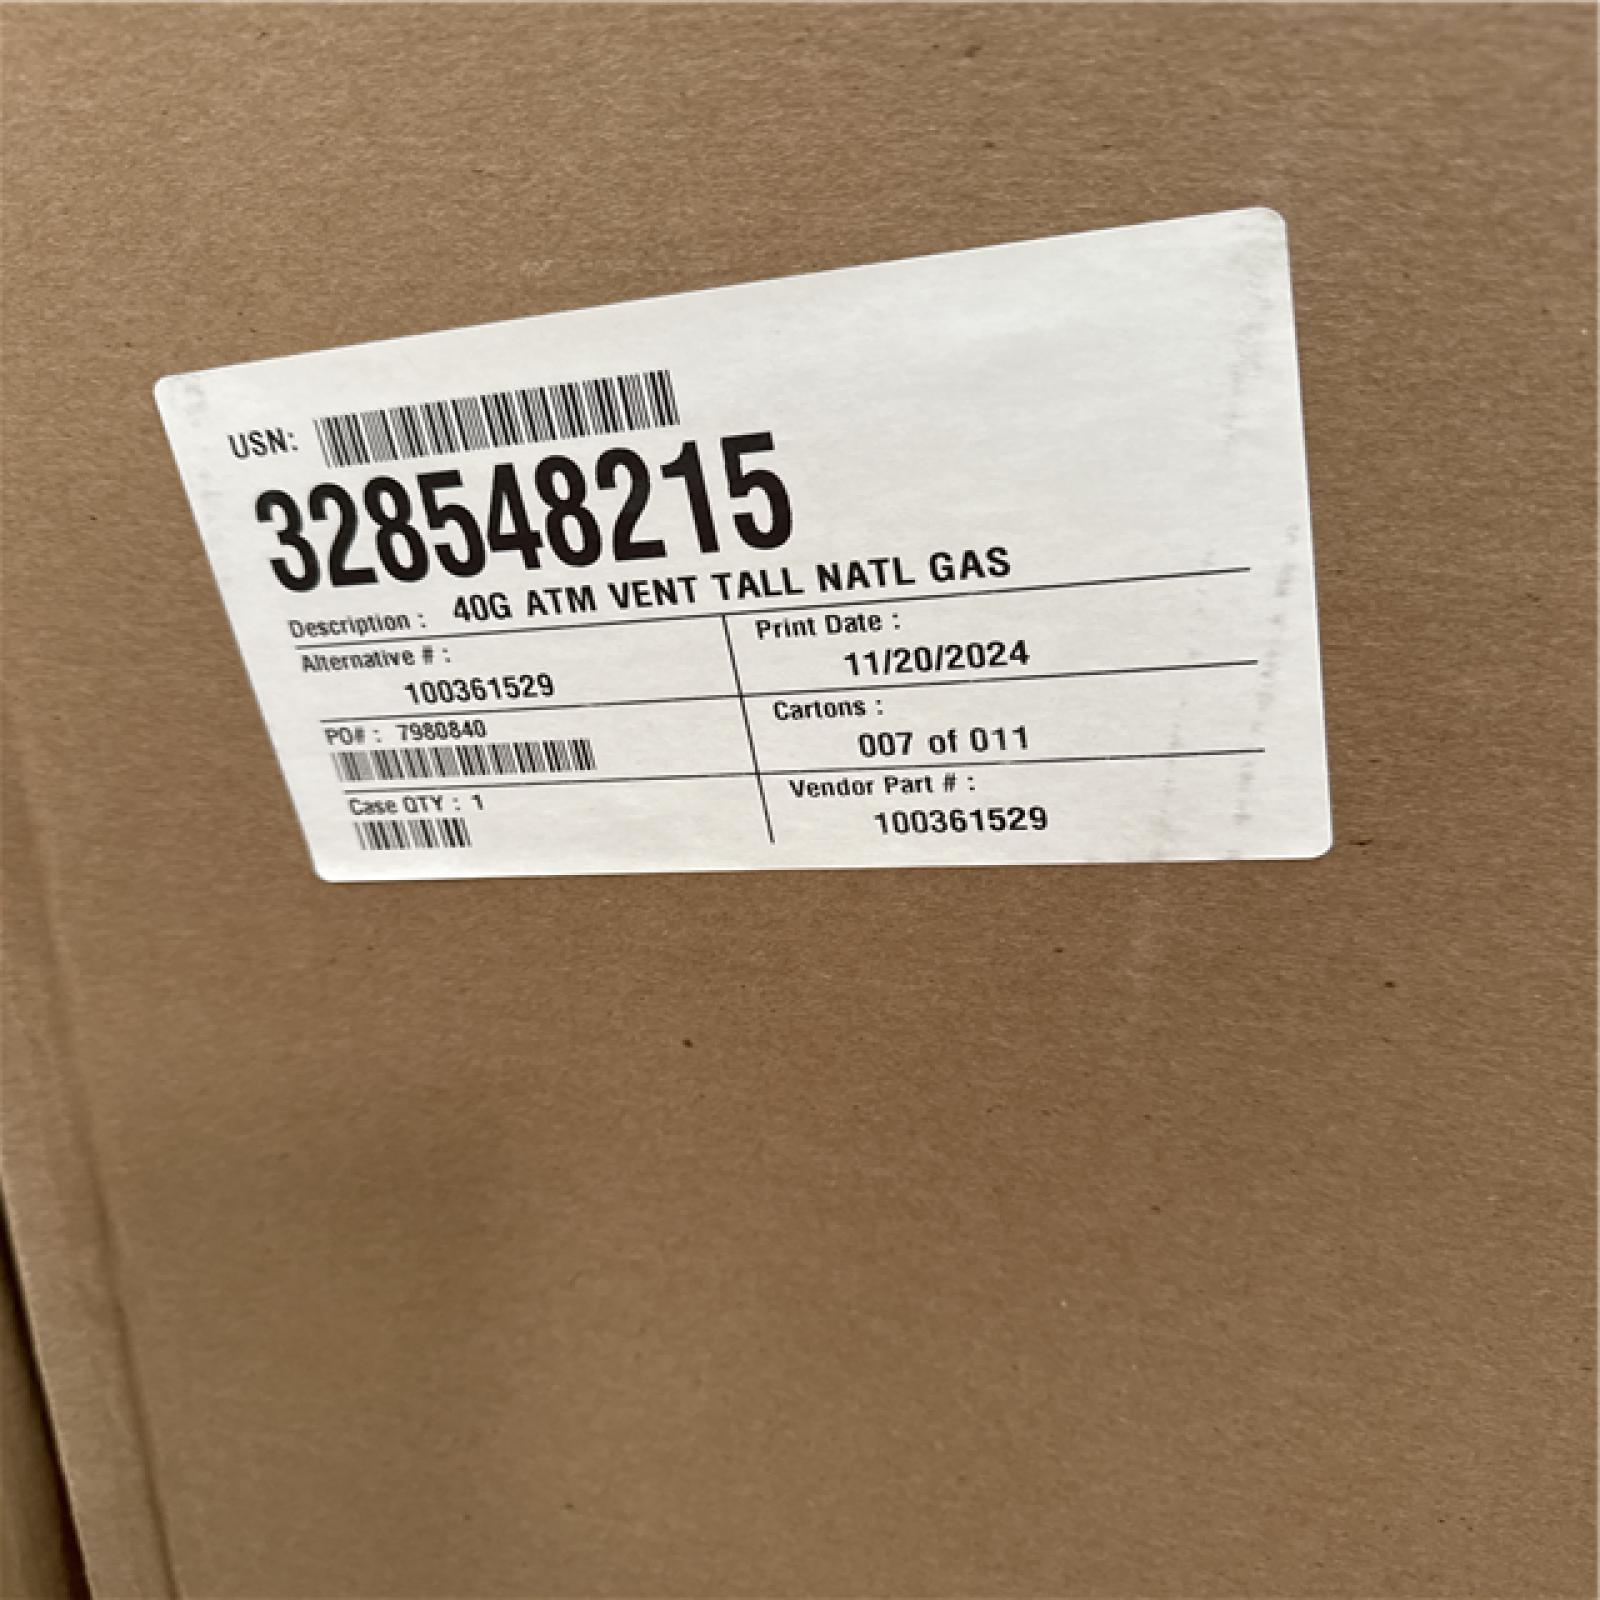 USN:
328548215
Description : 40G ATM VENT TALL NATL GAS
Alternative # :
100361529
Print Date :
11/20/2024
PO# : 7980840
Cartons :
007 of 011
Case QTY : 1
Vendor Part # :
100361529